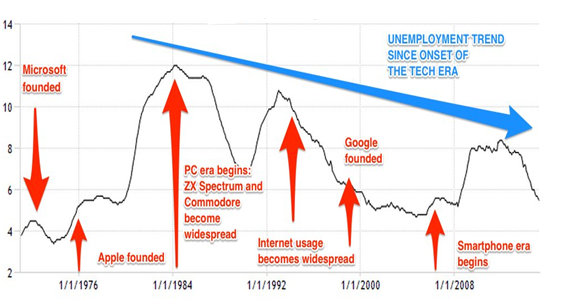 14
UNEMPLOYMENT TREND
SINCE ONSET OF
THE TECH ERA
12
Microsoft
founded
10
Google
founded
8
PC era begins:
ZX Spectrum and
Commodore
become
widespread
6
4
Apple founded
Internet usage
becomes widespread
Smartphone era
begins
2
1/1/1976
1/1/1984
1/1/1992
1/1/2000
1/1/2008